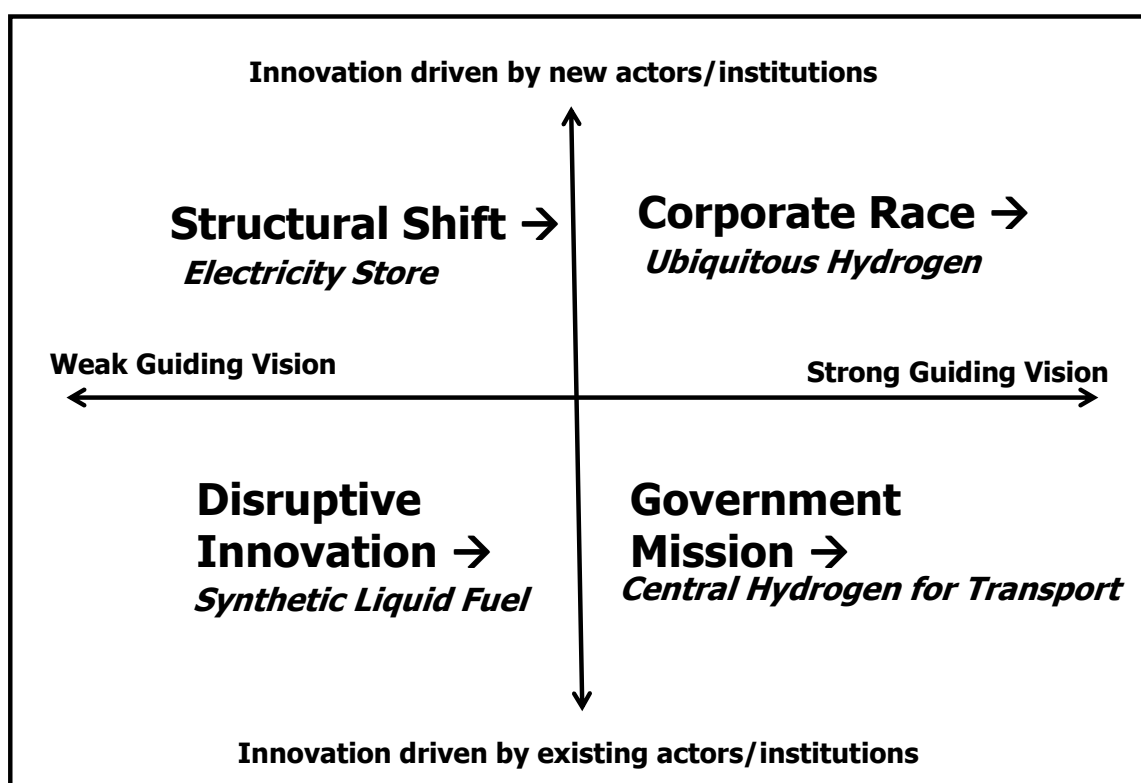 Innovation driven by new actors/institutions
Structural Shift →
Electricity Store
Corporate Race →
Ubiquitous Hydrogen
Weak Guiding Vision
Strong Guiding Vision
Disruptive
Innovation →
Synthetic Liquid Fuel
Government
Mission →
Central Hydrogen for Transport
Innovation driven by existing actors/institutions